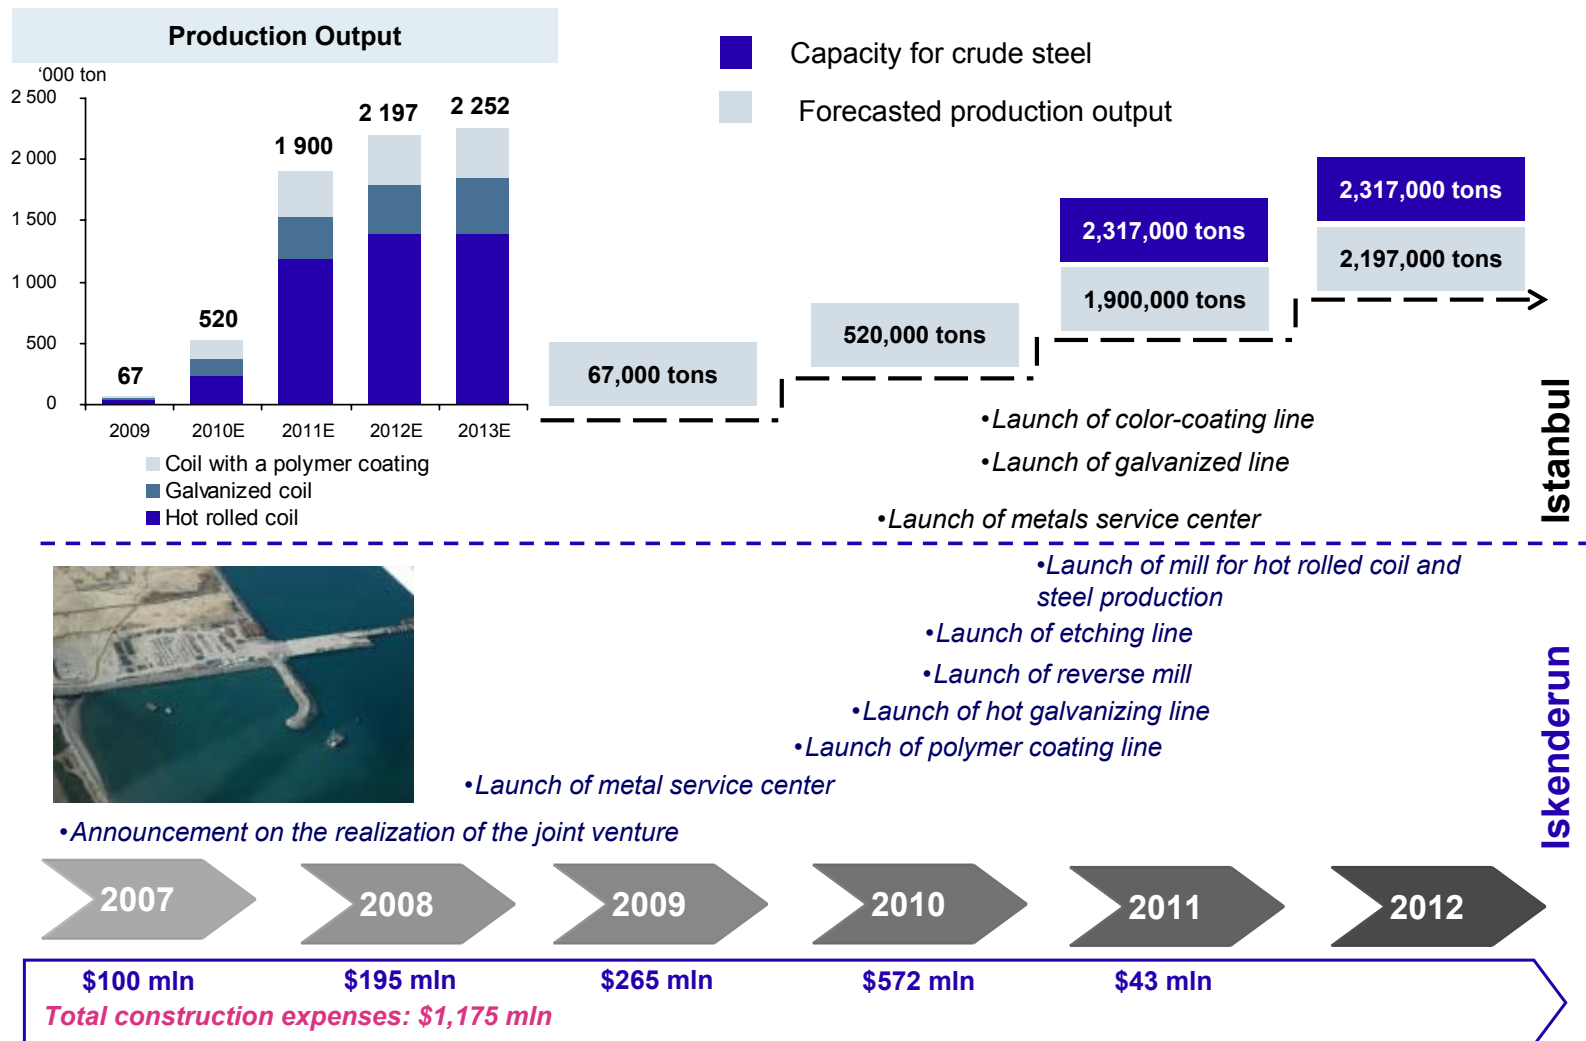 Production Output
‘000 ton
2 500
2 000
1 500
1 000
500
0
67
520
1 900
2 197
2 252
2009
2010E
2011E
2012E
2013E
Coil with a polymer coating
Galvanized coil
Hot rolled coil
Capacity for crude steel
Forecasted production output
67,000 tons
520,000 tons
2,317,000 tons
1,900,000 tons
2,317,000 tons
2,197,000 tons
•Launch of color-coating line
•Launch of galvanized line
•Launch of metals service center
Istanbul
•Launch of mill for hot rolled coil and
steel production
•Launch of etching line
•Launch of reverse mill
•Launch of hot galvanizing line
•Launch of polymer coating line
•Launch of metal service center
•Announcement on the realization of the joint venture
Iskenderun
2007
2008
2009
2010
2011
2012
$100 mln
$195 mln
$265 mln
$572 mln
$43 mln
Total construction expenses: $1,175 mln